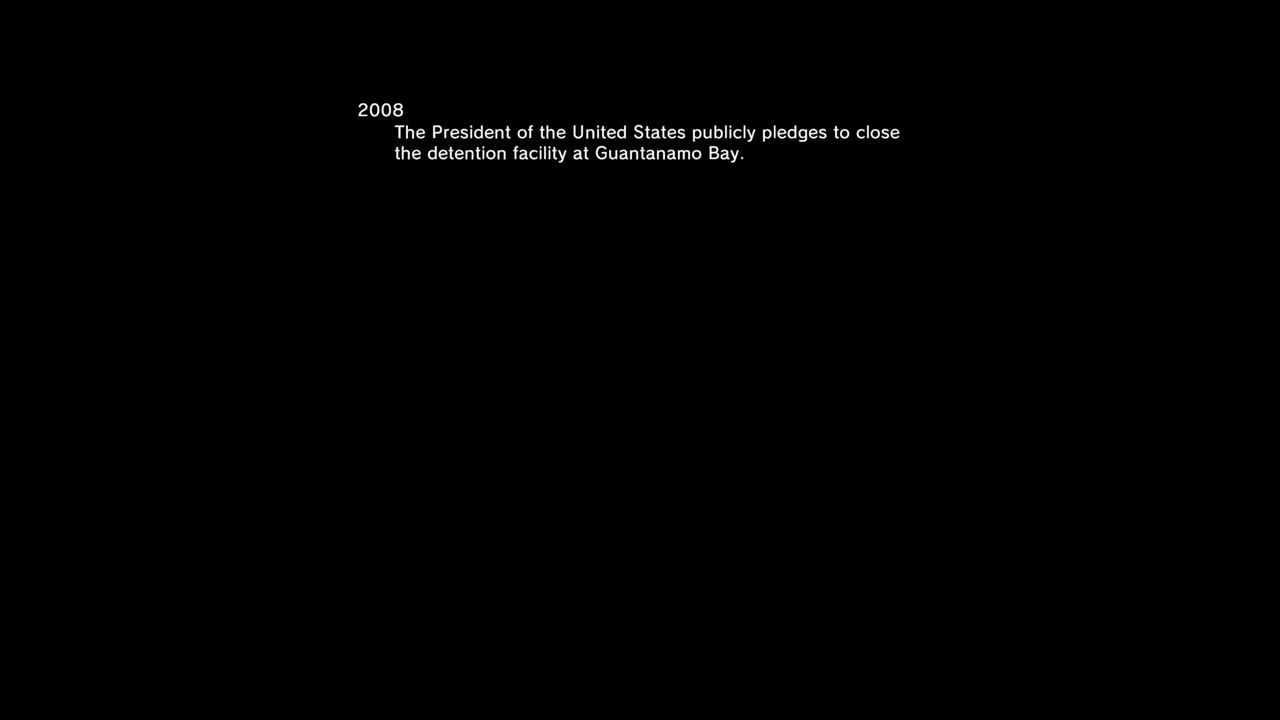 2008
The President of the United States publicly pledges to close
the detention facility at Guantanamo Bay.